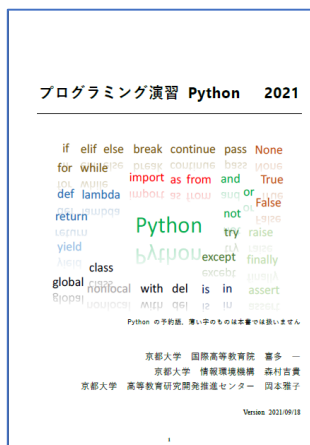 プログラミング演習 Python 2021
if elif else break continue pass None
for while import as from and True
def lambda or
return Python not False
try raise
yield except finally
class
global nonlocal with del is in assert
Python の予約語、薄い字のものは本書では扱いません
京都大学 国際高等教育院 喜多 一
京都大学 情報環境機構 森村吉貴
京都大学 高等教育研究開発推進センター 岡本雅子
Version 2021/09/18